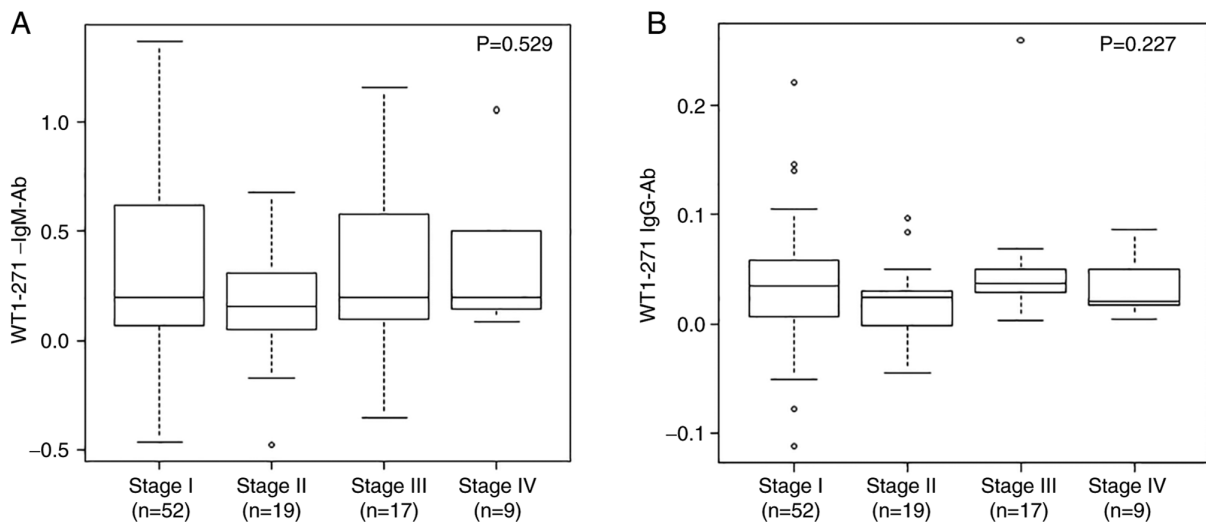 A
P=0.529
WT1-271 –IgM-Ab
1.0
0.5
0.0
–0.5
Stage I
(n=52)
Stage II
(n=19)
Stage III
(n=17)
Stage IV
(n=9)
B
P=0.227
WT1-271 IgG-Ab
0.2
0.1
0.0
–0.1
Stage I
(n=52)
Stage II
(n=19)
Stage III
(n=17)
Stage IV
(n=9)